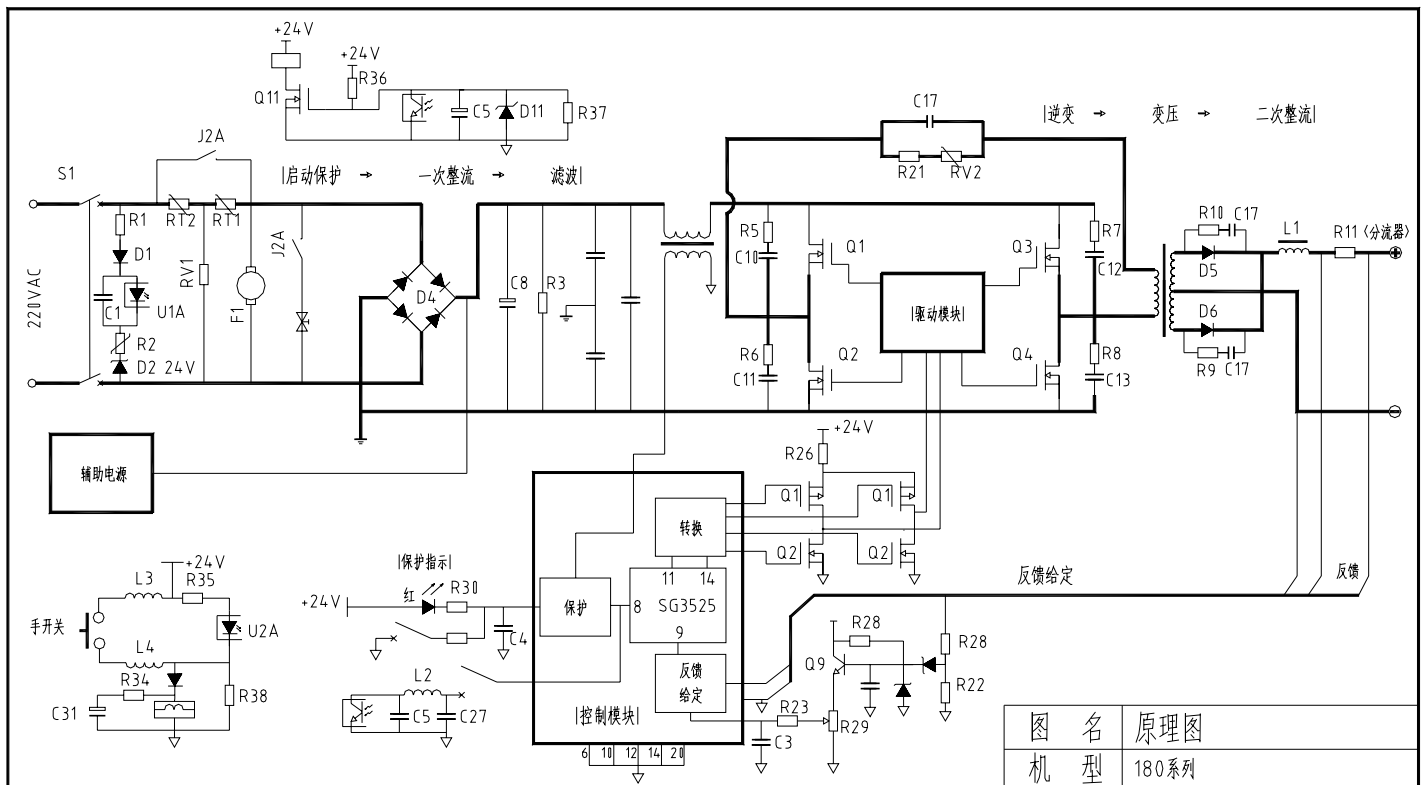 +24V
+24V
R36
Q11
C5
D11
R37
C17
R21
RV2
|逆变 → 变压 → 二次整流|
J2A
S1
|启动保护 → 一次整流 → 滤波|
R1
RT2
RT1
D1
C1
U1A
RV1
F1
J2A
220VAC
R2
D2 24V
D4
C8
R3
R5
C10
Q1
Q3
R7
C12
|驱动模块|
R6
C11
Q2
Q4
R8
C13
R10
C17
D5
L1
R11 (分流器)
D6
R9
C17
辅助电源
+24V
R26
Q1
Q1
Q2
Q2
转换
11
14
SG3525
8
9
保护
反馈
给定
|控制模块|
6
10
12
14
20
|保护指示|
+24V
红
R30
C4
L2
C5
C27
+24V
L3
R35
手开关
U2A
L4
R34
C31
R38
反馈给定
反馈
R28
Q9
R28
R22
R23
R29
C3
图 名 原理图
机 型 180系列